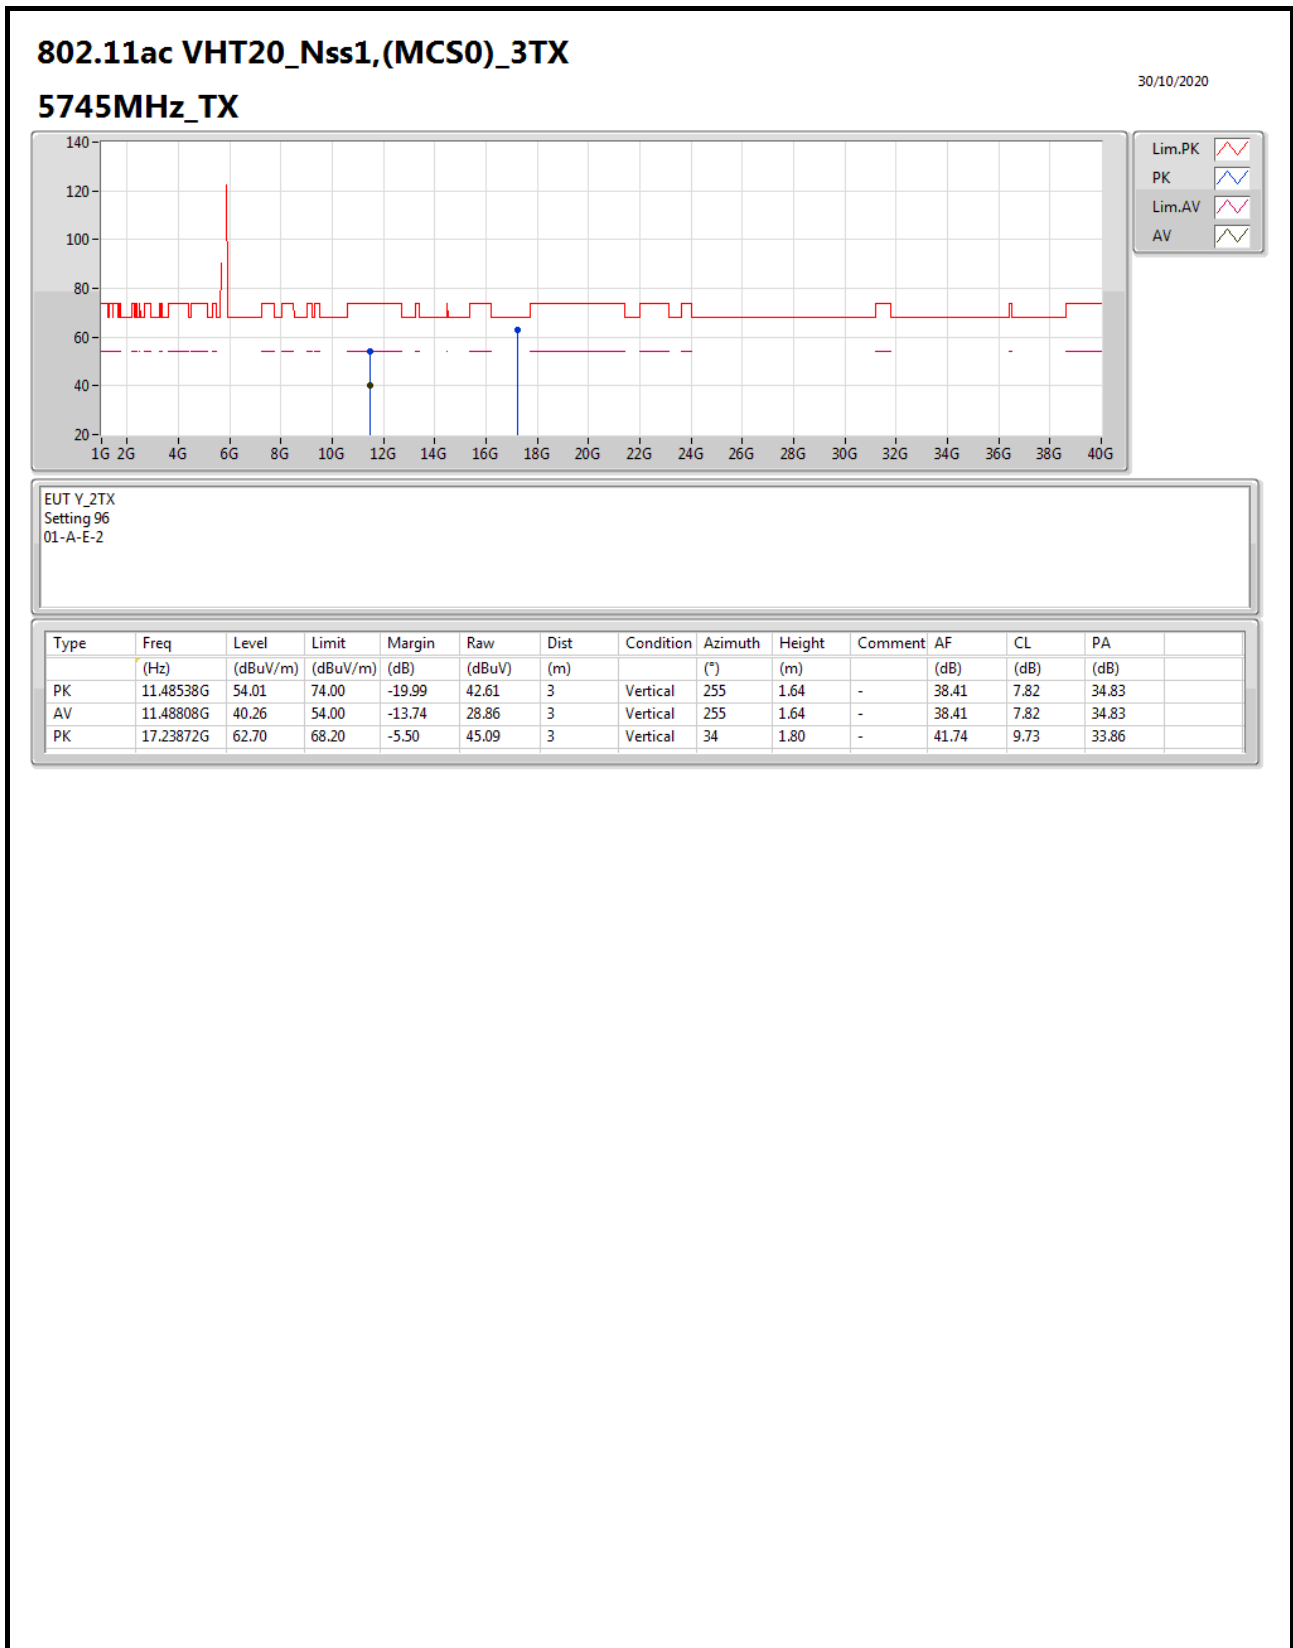 802.11ac VHT20_Nss1,(MCS0)_3TX
30/10/2020
5745MHz_TX
140
120
100
80
60
40
20
1G 2G 4G 6G 8G 10G 12G 14G 16G 18G 20G 22G 24G 26G 28G 30G 32G 34G 36G 38G 40G
Lim.PK
PK
Lim.AV
AV
EUT Y_2TX
Setting 96
01-A-E-2
Type Freq Level Limit Margin Raw Dist Condition Azimuth Height Comment AF CL PA
(Hz) (dBuV/m) (dBuV/m) (dB) (dBuV) (m) (°) (m) (dB) (dB) (dB)
PK 11.48538G 54.01 74.00 -19.99 42.61 3 Vertical 255 1.64 - 38.41 7.82 34.83
AV 11.48808G 40.26 54.00 -13.74 28.86 3 Vertical 255 1.64 - 38.41 7.82 34.83
PK 17.23872G 62.70 68.20 -5.50 45.09 3 Vertical 34 1.80 - 41.74 9.73 33.86